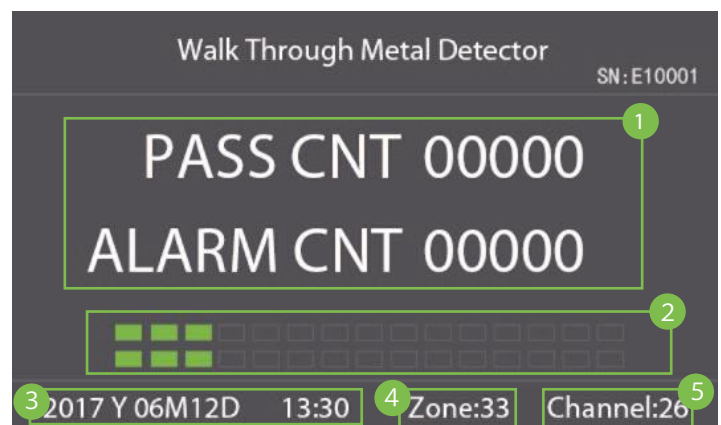 Walk Through Metal Detector
SN:E10001
1
PASS CNT 00000
ALARM CNT 00000
2
3 2017 Y 06M12D 13:30 4 Zone:33 Channel:26 5